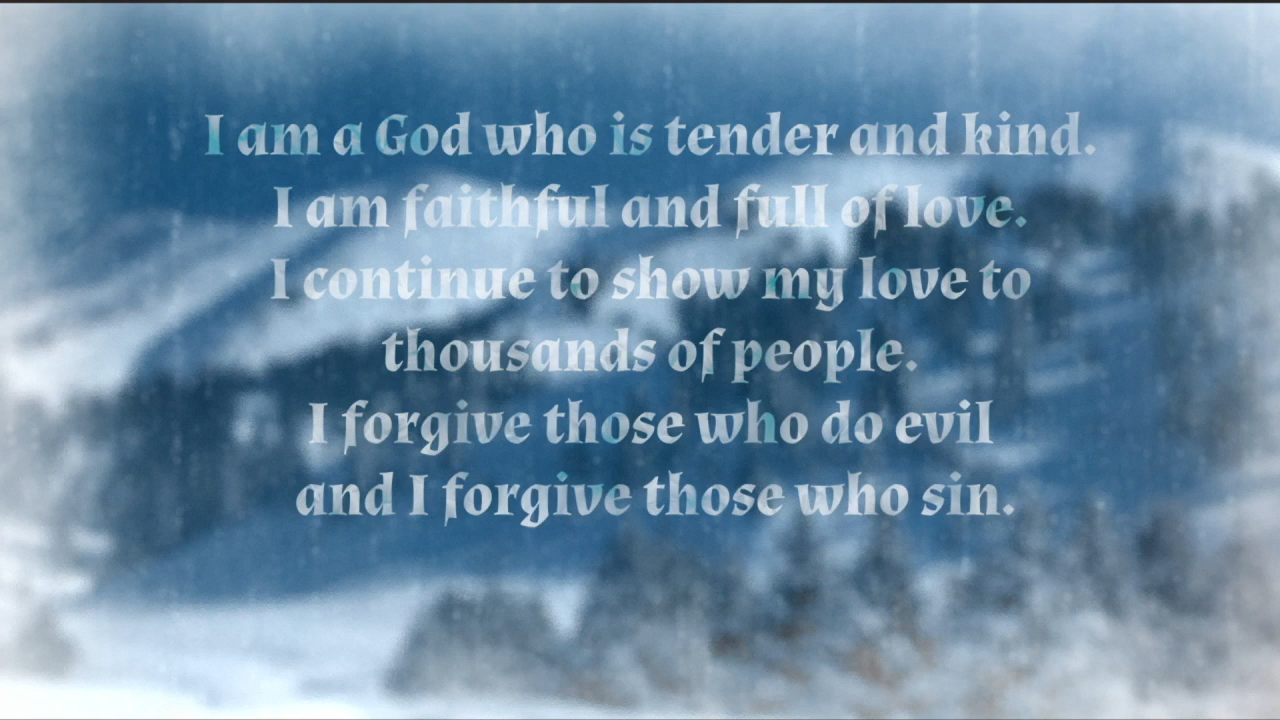 I am a God who is tender and kind.
I am faithful and full of love.
I continue to show my love to
thousands of people.
I forgive those who do evil
and I forgive those who sin.